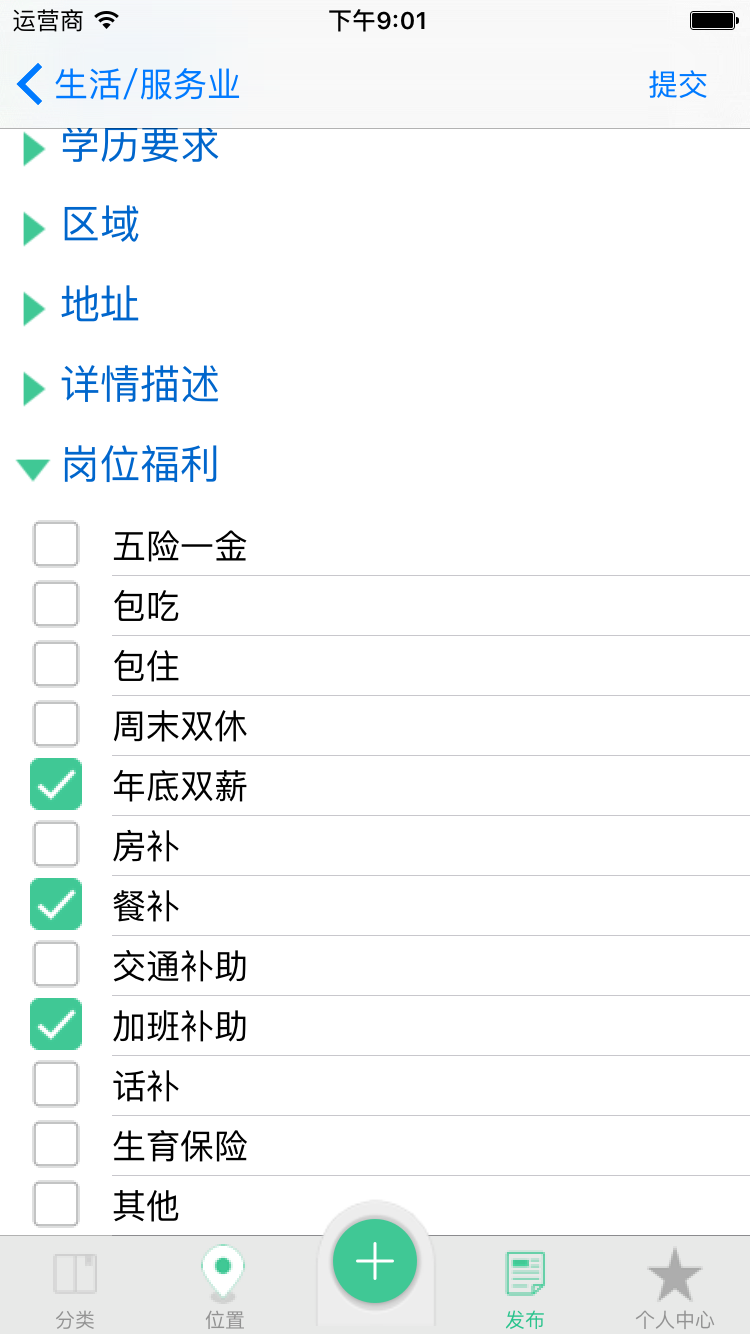 运营商 下午9:01
生活/服务业 提交
学历要求
区域
地址
详情描述
岗位福利
五险一金
包吃
包住
周末双休
年底双薪
房补
餐补
交通补助
加班补助
话补
生育保险
其他
分类 位置 发布 个人中心